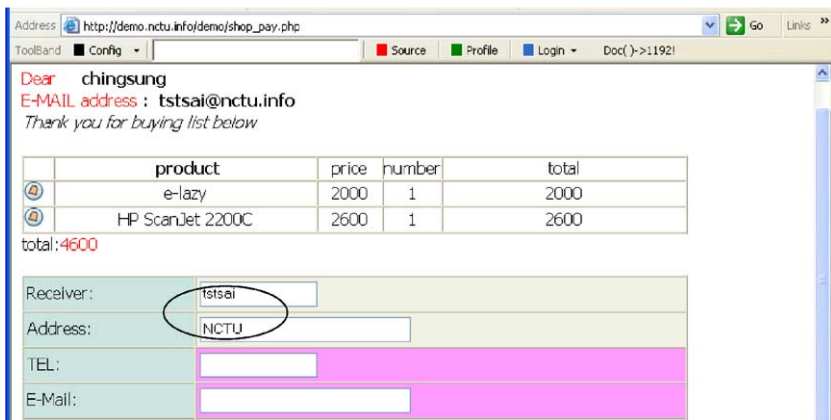 Address http://demo.nctu.info/demo/shop_pay.php Go Links »
ToolBand Config Source Profile Login Doc( )->1192!
Dear chingsung
E-MAIL address : tstsai@nctu.info
Thank you for buying list below
product price number total
e-lazy 2000 1 2000
HP ScanJet 2200C 2600 1 2600
total:4600
Receiver: tstsai
Address: NCTU
TEL:
E-Mail: